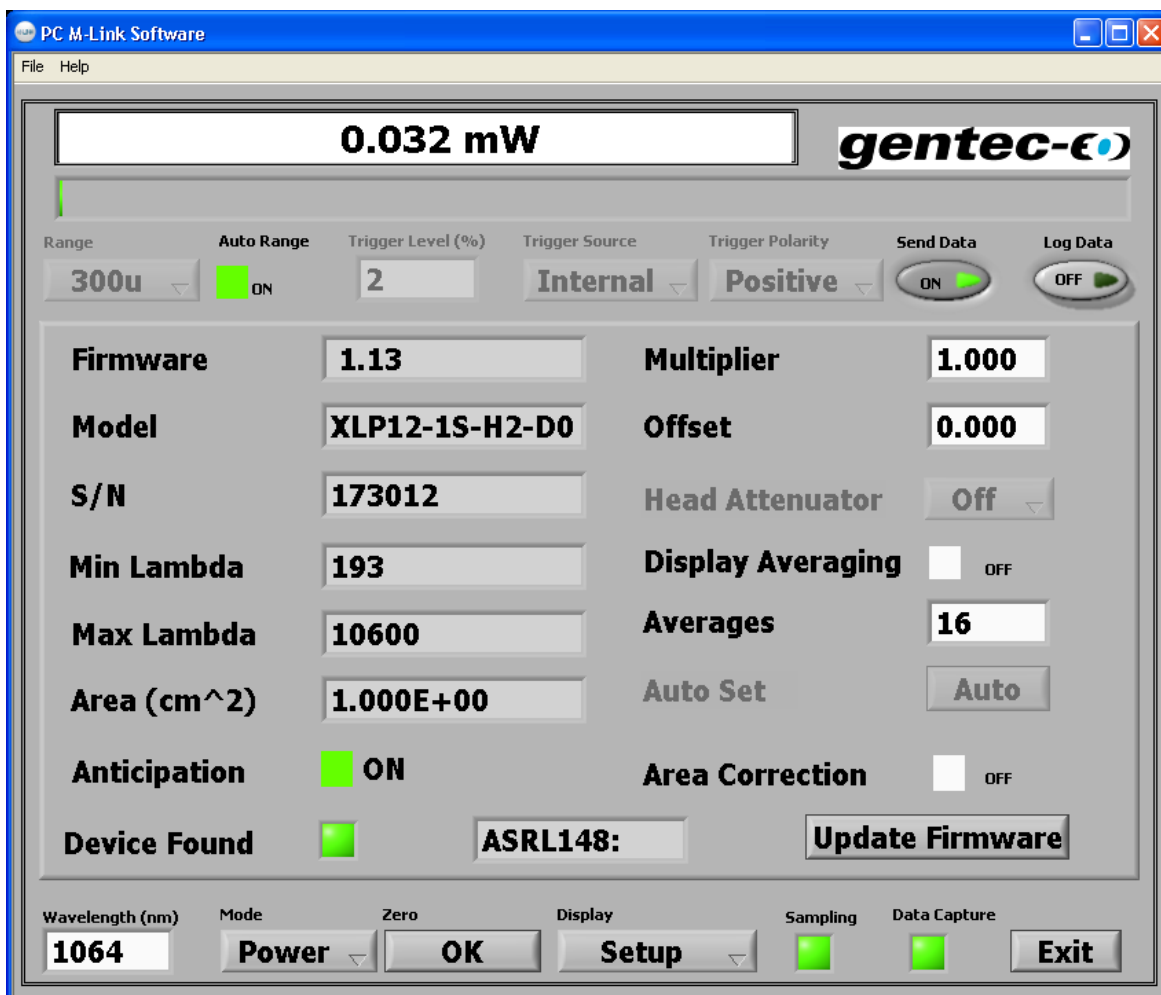 PC M-Link Software
File Help
0.032 mW
gentec-EO
Range Auto Range Trigger Level (%) Trigger Source Trigger Polarity Send Data Log Data
300u ON 2 Internal Positive ON OFF
Firmware 1.13 Multiplier 1.000
Model XLP12-1S-H2-D0 Offset 0.000
S/N 173012 Head Attenuator Off
Min Lambda 193 Display Averaging OFF
Max Lambda 10600 Averages 16
Area (cm^2) 1.000E+00 Auto Set Auto
Anticipation ON Area Correction OFF
Device Found ASRL148: Update Firmware
Wavelength (nm) Mode Zero Display Sampling Data Capture
1064 Power OK Setup Exit